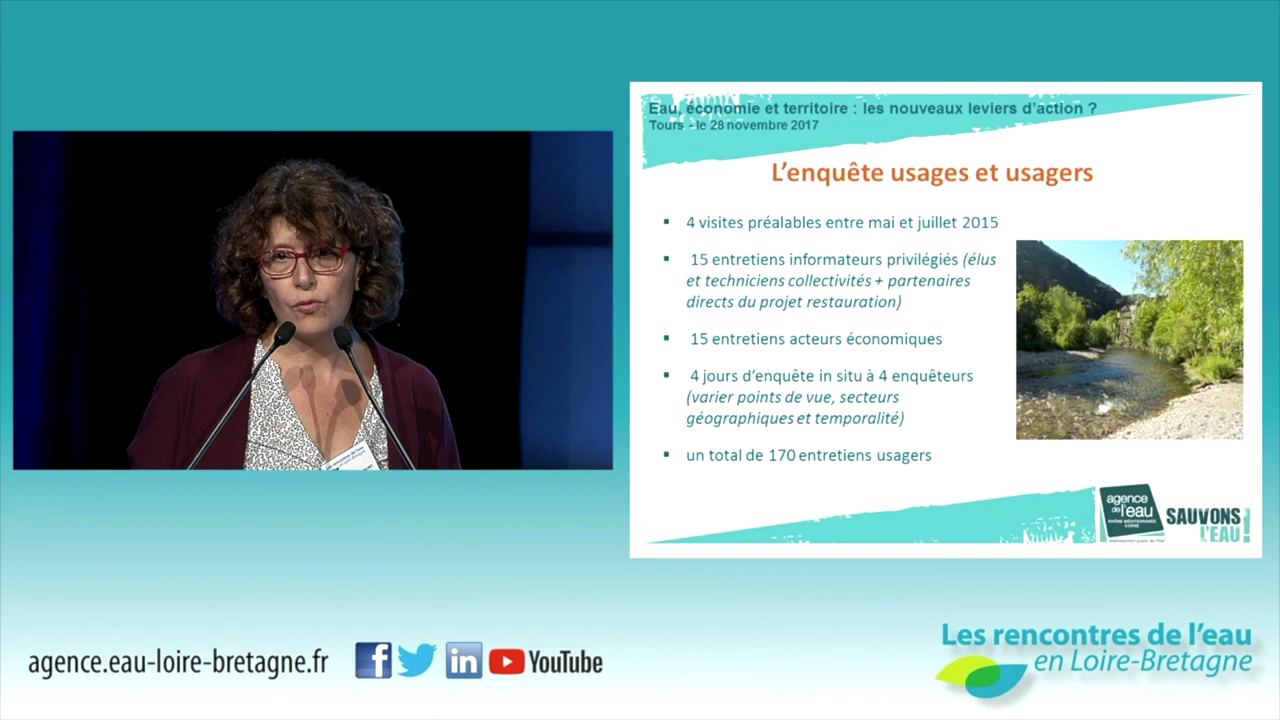 Eau, économie et territoire : les nouveaux leviers d'action ?
Tours - le 28 novembre 2017
L'enquête usages et usagers
▪ 4 visites préalables entre mai et juillet 2015
▪ 15 entretiens informateurs privilégiés (élus
et techniciens collectivités + partenaires
directs du projet restauration)
▪ 15 entretiens acteurs économiques
▪ 4 jours d'enquête in situ à 4 enquêteurs
(varier points de vue, secteurs
géographiques et temporalité)
▪ un total de 170 entretiens usagers
agence
de l'eau
RHÔNE MÉDITERRANÉE
CORSE
SAUVONS
L'EAU!
agence.eau-loire-bretagne.fr
f
in
YouTube
Les rencontres de l'eau
en Loire-Bretagne